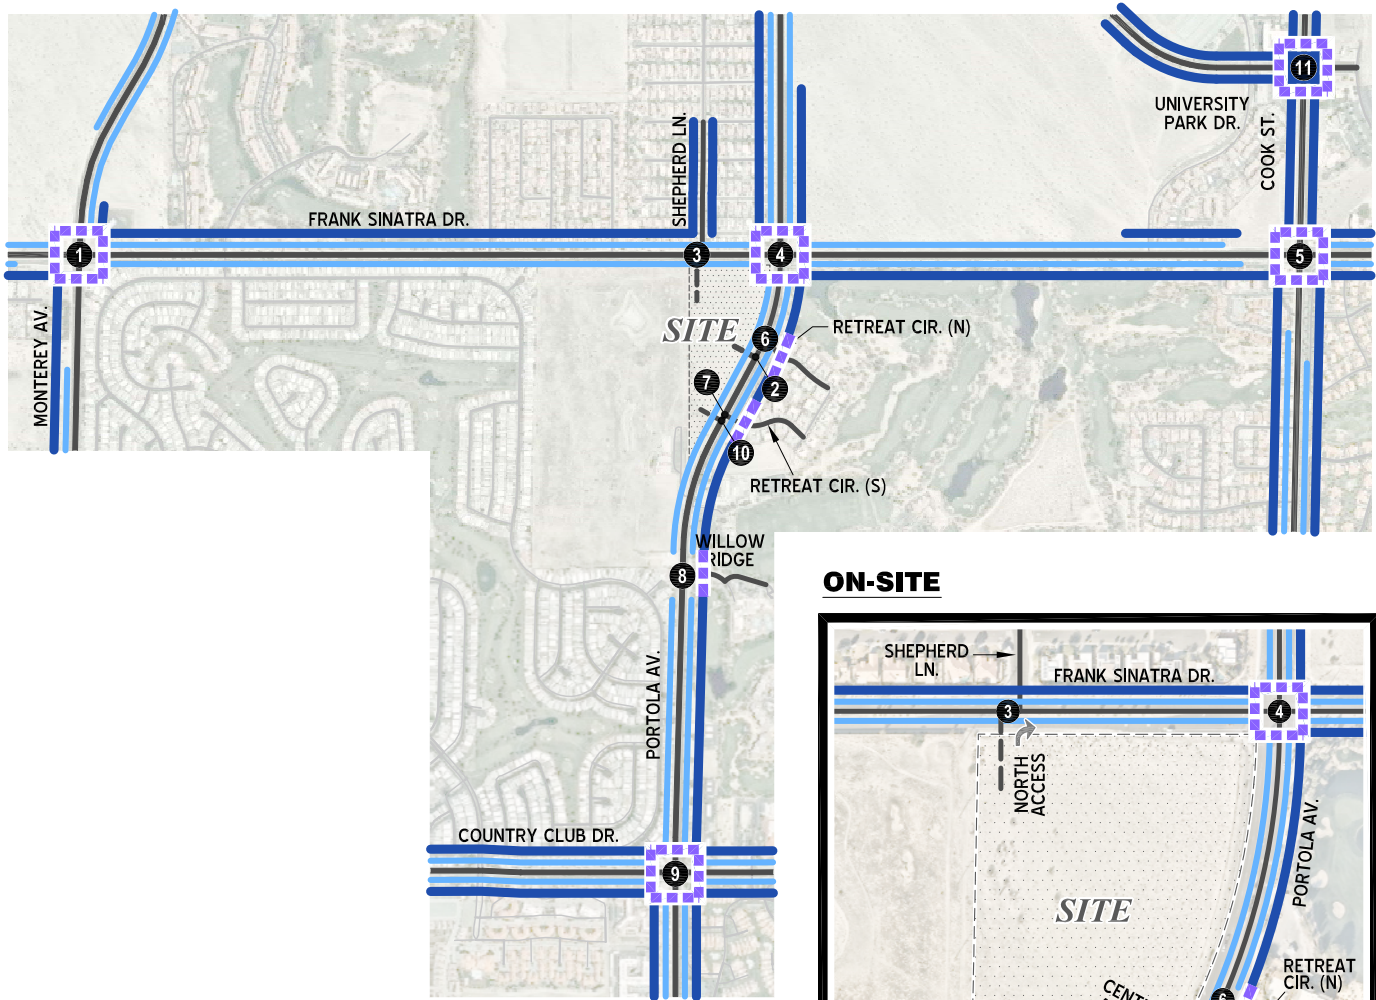 11
UNIVERSITY
PARK DR.
COOK ST.
SHEPHERD LN.
FRANK SINATRA DR.
1
3
4
5
MONTEREY AV.
SITE
6
RETREAT CIR. (N)
7
2
10
RETREAT CIR. (S)
WILLOW
RIDGE
8
PORTOLA AV.
COUNTRY CLUB DR.
9
ON-SITE
SHEPHERD
LN.
FRANK SINATRA DR.
3
4
NORTH
ACCESS
PORTOLA AV.
SITE
RETREAT
CIR. (N)